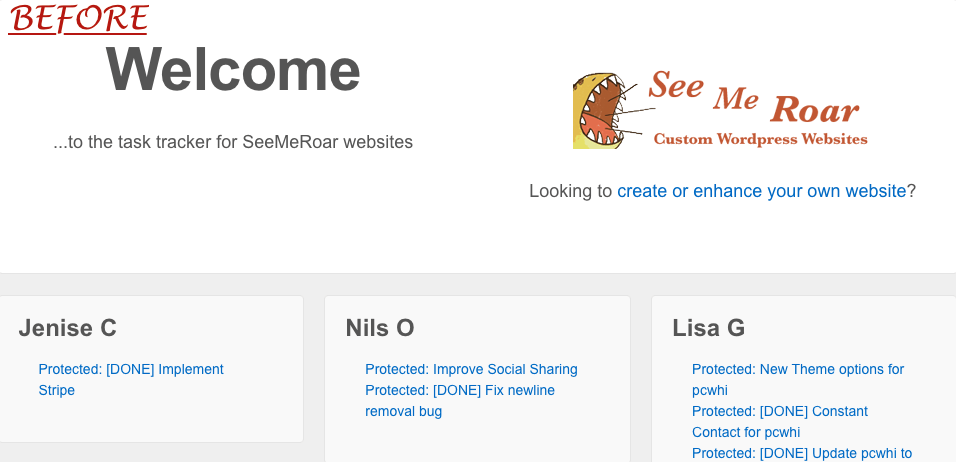 BEFORE
Welcome
...to the task tracker for SeeMeRoar websites
See Me Roar
Custom Wordpress Websites
Looking to create or enhance your own website?
Jenise C
Protected: [DONE] Implement
Stripe
Nils O
Protected: Improve Social Sharing
Protected: [DONE] Fix newline
removal bug
Lisa G
Protected: New Theme options for
pcwhi
Protected: [DONE] Constant
Contact for pcwhi
Protected: [DONE] Update pcwhi to